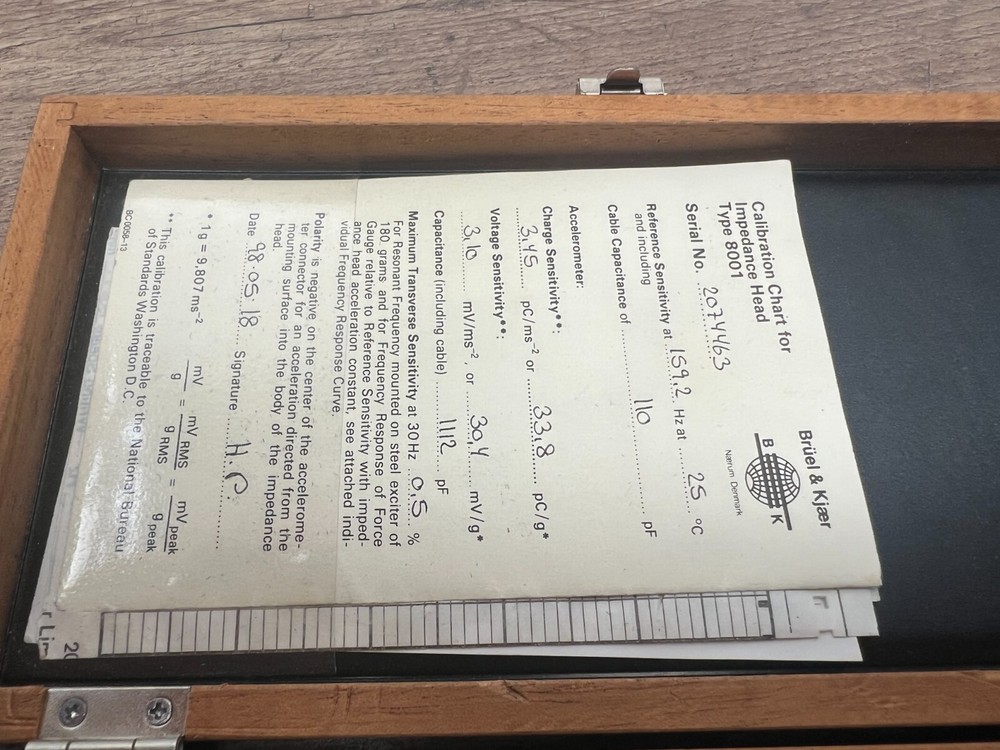 Brüel & Kjær
B K
Nærum Denmark
Calibration Chart for
Impedance Head
Type 8001
Serial No. 2074463
Reference Sensitivity at 159,2 Hz at 25 °C
and including
Cable Capacitance of 110 pF
Accelerometer:
Charge Sensitivity**:
3,45 pC/ms⁻² or 33,8 pC/g*
Voltage Sensitivity**:
3,10 mV/ms⁻², or 30,4 mV/g*
Capacitance (including cable) 1112 pF
Maximum Transverse Sensitivity at 30 Hz 0,5 %
For Resonant Frequency mounted on steel exciter of
180 grams and for Frequency Response of Force
Gauge relative to Reference Sensitivity with imped-
ance head acceleration constant, see attached indi-
vidual Frequency Response Curve.
Polarity is negative on the center of the accelerome-
ter connector for an acceleration directed from the
mounting surface into the body of the impedance
head.
Date 98.05.18 Signature H.P.
* 1 g = 9.807 ms⁻² mV/g = mV RMS/g RMS = mV peak/g peak
** This calibration is traceable to the National Bureau
of Standards Washington D.C.
BC 0068-13
r Lin
20